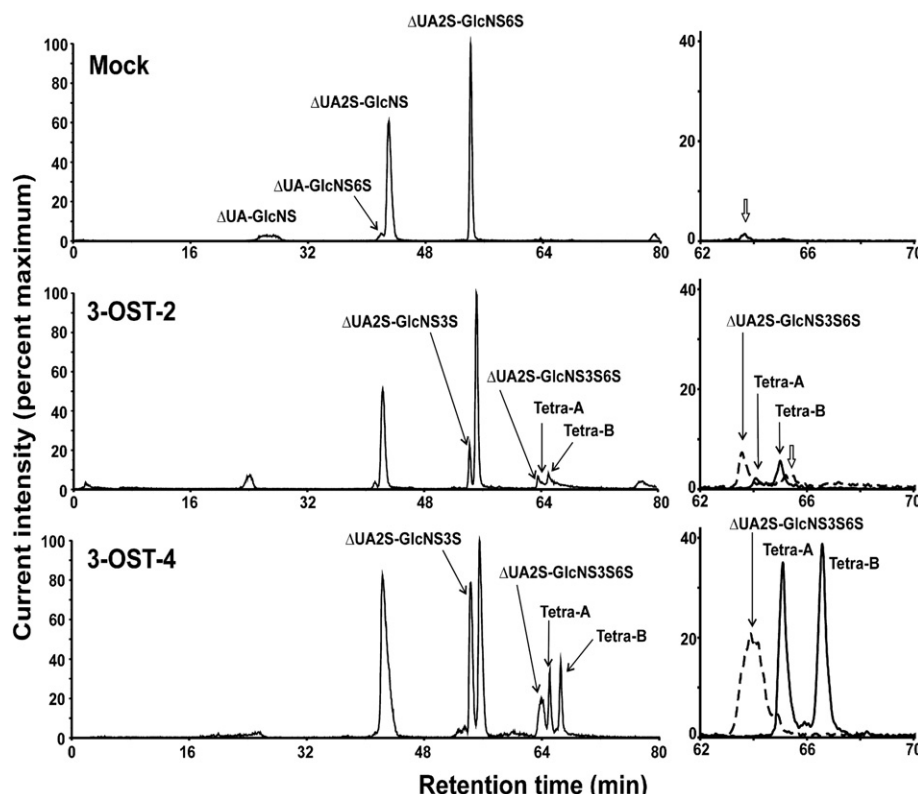 Current intensity (percent maximum)
Mock
ΔUA2S-GlcNS6S
ΔUA2S-GlcNS
ΔUA-GlcNS6S
ΔUA-GlcNS
100
80
60
40
20
0
0 16 32 48 64 80
40
20
0
62 66 70
3-OST-2
ΔUA2S-GlcNS3S
ΔUA2S-GlcNS3S6S
Tetra-A
Tetra-B
100
80
60
40
20
0
0 16 32 48 64 80
40
20
0
ΔUA2S-GlcNS3S6S
Tetra-A
Tetra-B
62 66 70
3-OST-4
ΔUA2S-GlcNS3S
ΔUA2S-GlcNS3S6S
Tetra-A
Tetra-B
100
80
60
40
20
0
0 16 32 48 64 80
ΔUA2S-GlcNS3S6S
Tetra-A
Tetra-B
40
20
0
62 66 70
Retention time (min)